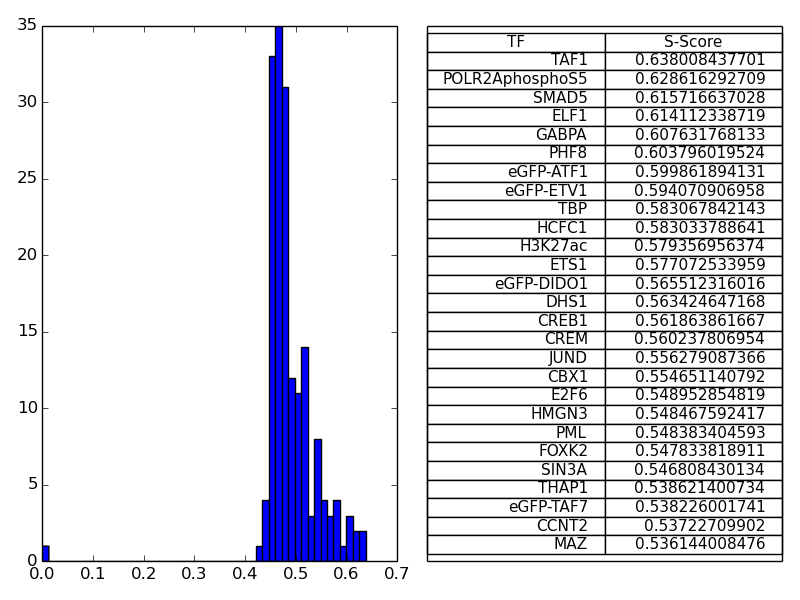 35
30
25
20
15
10
5
0
0.0 0.1 0.2 0.3 0.4 0.5 0.6 0.7
TF S-Score
TAF1 0.638008437701
POLR2AphosphoS5 0.628616292709
SMAD5 0.615716637028
ELF1 0.614112338719
GABPA 0.607631768133
PHF8 0.603796019524
eGFP-ATF1 0.599861894131
eGFP-ETV1 0.594070906958
TBP 0.583067842143
HCFC1 0.583033788641
H3K27ac 0.579356956374
ETS1 0.577072533959
eGFP-DIDO1 0.565512316016
DHS1 0.563424647168
CREB1 0.561863861667
CREM 0.560237806954
JUND 0.556279087366
CBX1 0.554651140792
E2F6 0.548952854819
HMGN3 0.548467592417
PML 0.548383404593
FOXK2 0.547833818911
SIN3A 0.546808430134
THAP1 0.538621400734
eGFP-TAF7 0.538226001741
CCNT2 0.53722709902
MAZ 0.536144008476